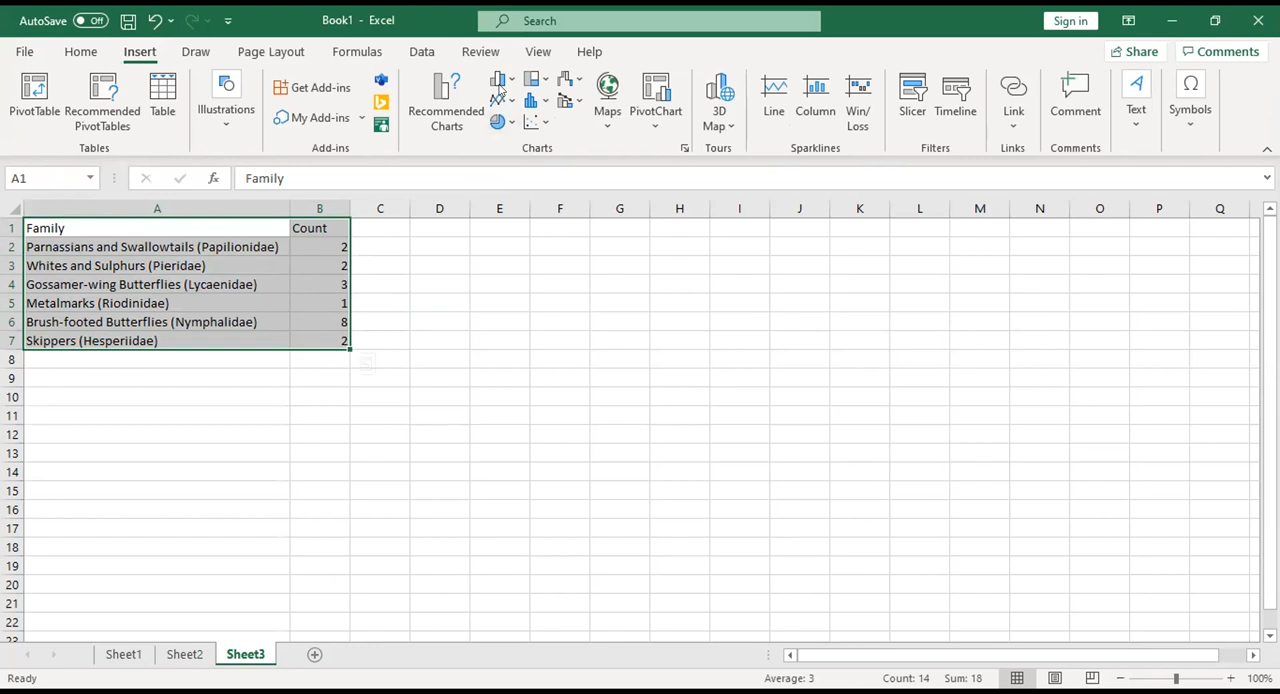 AutoSave Off Book1 - Excel Search Sign in
File Home Insert Draw Page Layout Formulas Data Review View Help Share Comments
PivotTable Recommended PivotTables Table Illustrations Get Add-ins My Add-ins Recommended Charts Maps PivotChart 3D Map Line Column Win/Loss Slicer Timeline Link Comment Text Symbols
Tables Add-ins Charts Tours Sparklines Filters Links Comments
A1 fx Family
A B C D E F G H I J K L M N O P Q
1 Family Count
2 Parnassians and Swallowtails (Papilionidae) 2
3 Whites and Sulphurs (Pieridae) 2
4 Gossamer-wing Butterflies (Lycaenidae) 3
5 Metalmarks (Riodinidae) 1
6 Brush-footed Butterflies (Nymphalidae) 8
7 Skippers (Hesperiidae) 2
8
9
10
11
12
13
14
15
16
17
18
19
20
21
22
23
Sheet1 Sheet2 Sheet3
Ready Average: 3 Count: 14 Sum: 18 100%